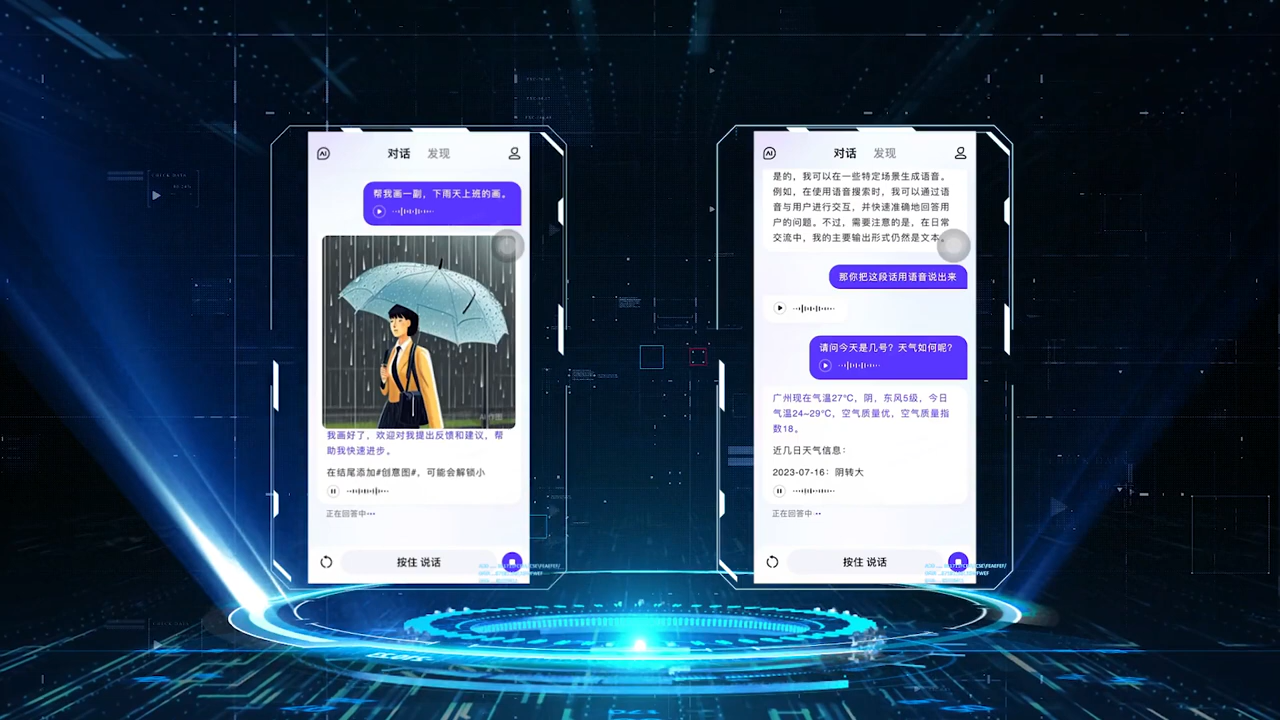 对话 发现
帮我画一副，下雨天上班的画。
我画好了，欢迎对我提出反馈和建议，帮
助我快速进步。
在结尾添加#创意图#，可能会解锁小
正在回答中
按住 说话
对话 发现
是的，我可以在一些特定场景生成语音。
例如，在使用语音搜索时，我可以通过语
音与用户进行交互，并快速准确地回答用
户的问题。不过，需要注意的是，在日常
交流中，我的主要输出形式仍然是文本。
那你把这段话用语音说出来
请问今天是几号？天气如何呢？
广州现在气温27°C，阴，东风5级，今日
气温24~29°C，空气质量优，空气质量指
数18。
近几日天气信息：
2023-07-16：阴转大
正在回答中
按住 说话